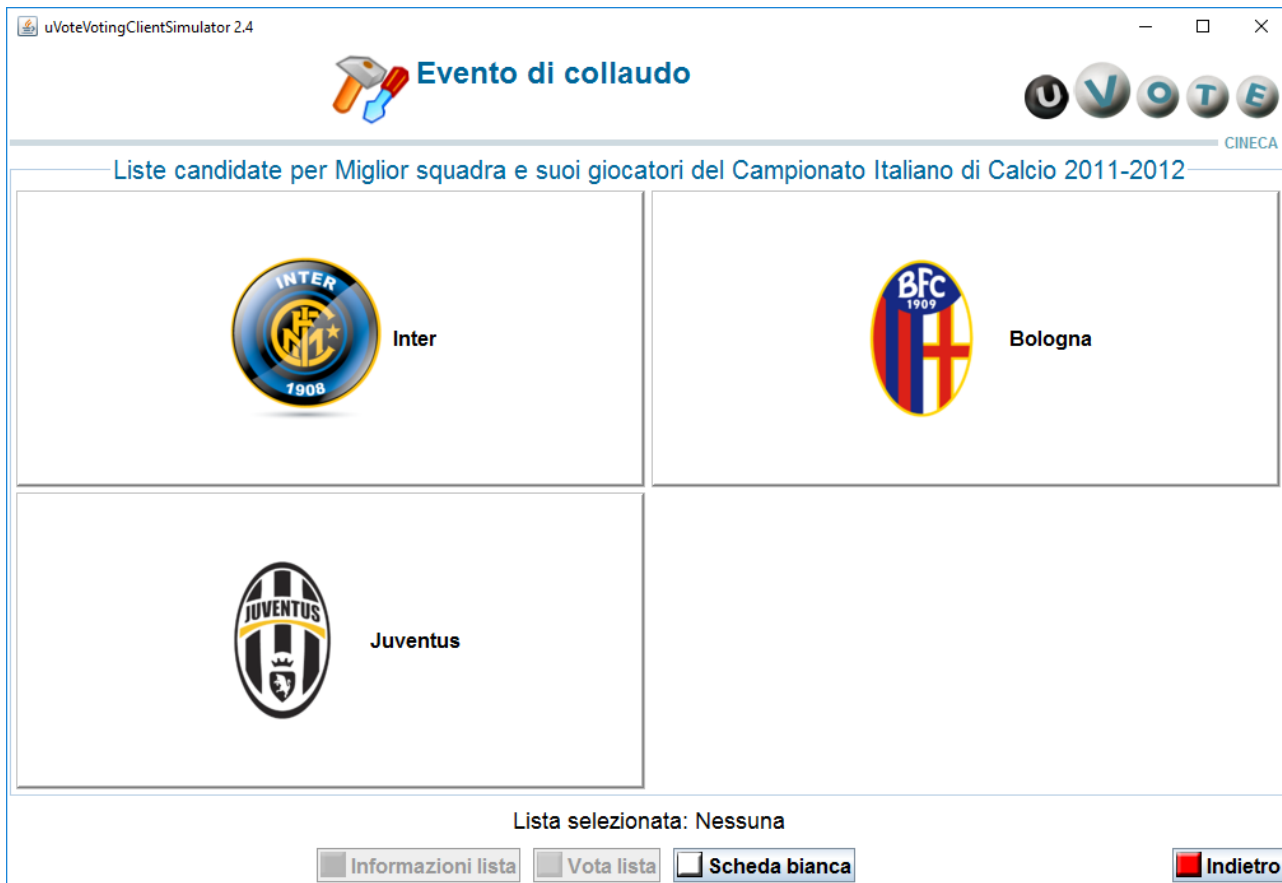 uVoteVotingClientSimulator 2.4
Evento di collaudo
U VOTE
CINECA
Liste candidate per Miglior squadra e suoi giocatori del Campionato Italiano di Calcio 2011-2012
INTER
1908
Inter
BFC
1909
Bologna
JUVENTUS
Juventus
Lista selezionata: Nessuna
Informazioni lista Vota lista Scheda bianca Indietro